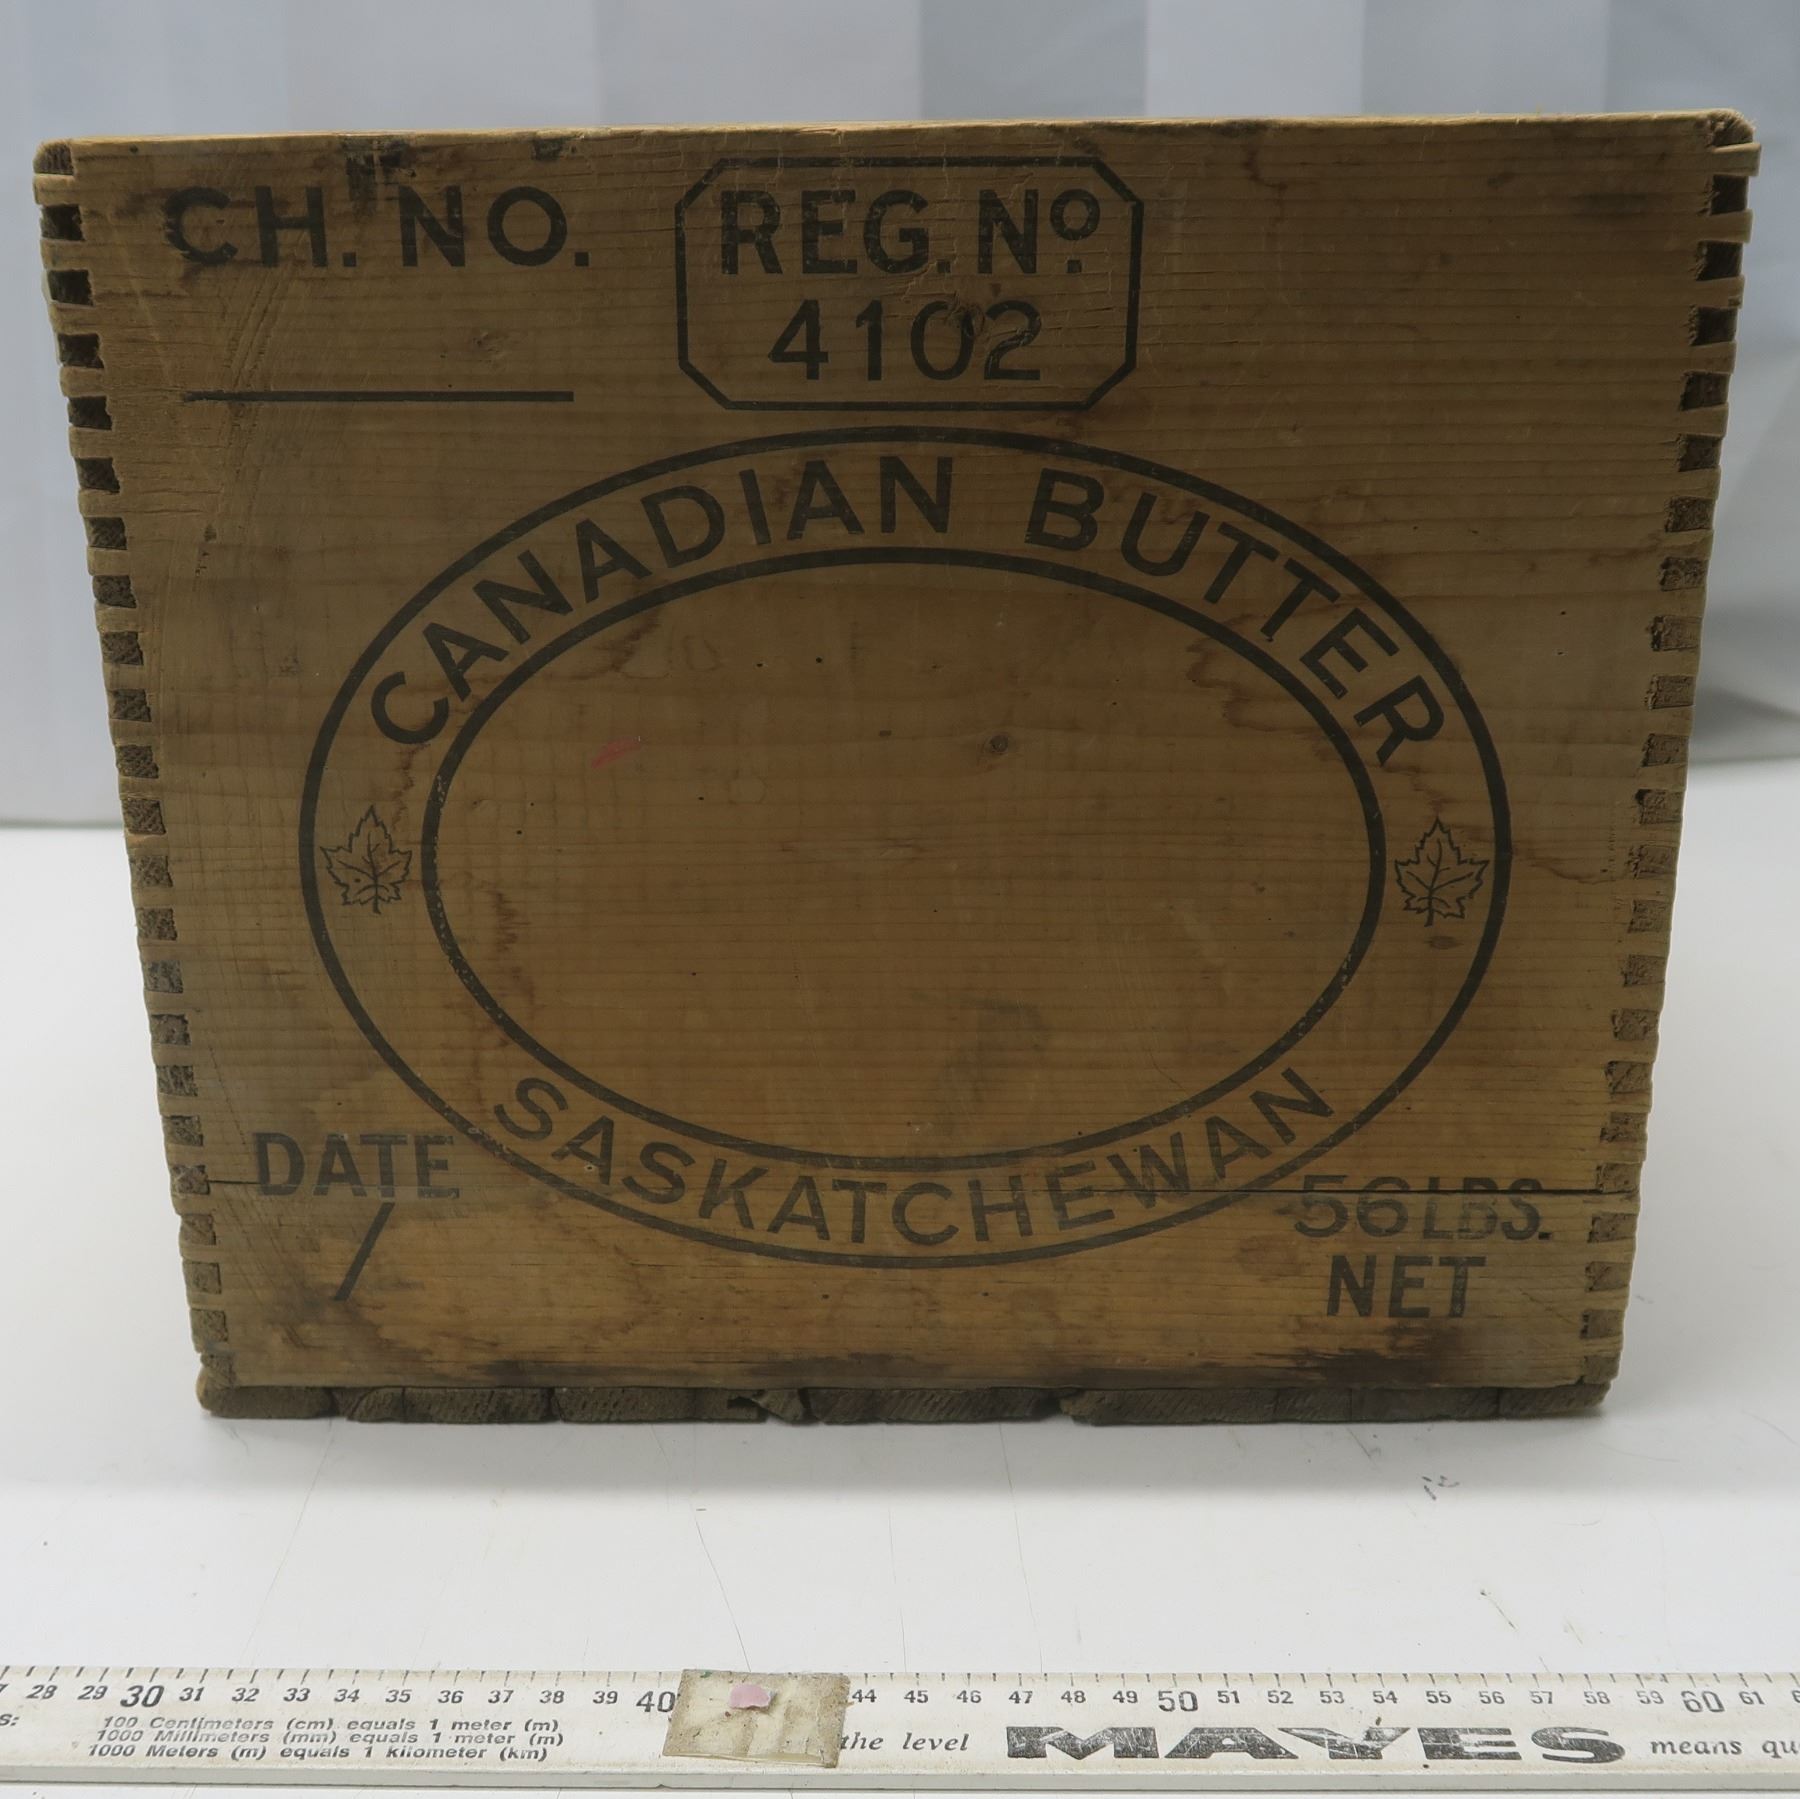 CH. NO.
REG. Nº.
4102
CANADIAN BUTTER
SASKATCHEWAN
DATE
/
56 LBS.
NET
28 29 30 31 32 33 34 35 36 37 38 39 40 44 45 46 47 48 49 50 51 52 53 54 55 56 57 58 59 60 61
100 Centimeters (cm) equals 1 meter (m)
1000 Millimeters (mm) equals 1 meter (m)
1000 Meters (m) equals 1 kilometer (km)
the level MAYES means